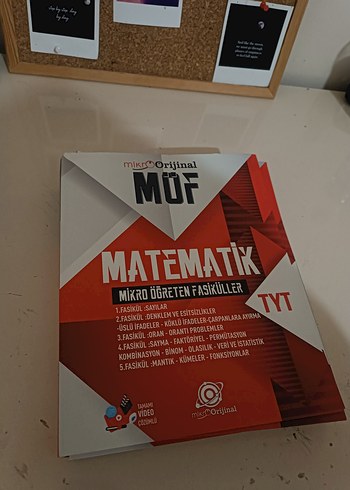 mikro Orijinal
MÖF
MATEMATİK
MİKRO ÖĞRETEN FASİKÜLLER
TYT
1.FASİKÜL :SAYILAR
2.FASİKÜL :DENKLEM VE EŞİTSİZLİKLER
-ÜSLÜ İFADELER - KÖKLÜ İFADELER-ÇARPANLARA AYIRMA
3.FASİKÜL :ORAN - ORANTI PROBLEMLER
4.FASİKÜL :SAYMA - FAKTÖRİYEL - PERMÜTASYON
KOMBİNASYON - BİNOM - OLASILIK - VERİ VE İSTATİSTİK
5.FASİKÜL :MANTIK - KÜMELER - FONKSİYONLAR
TAMAMI
VİDEO
ÇÖZÜMLÜ
mikro Orijinal